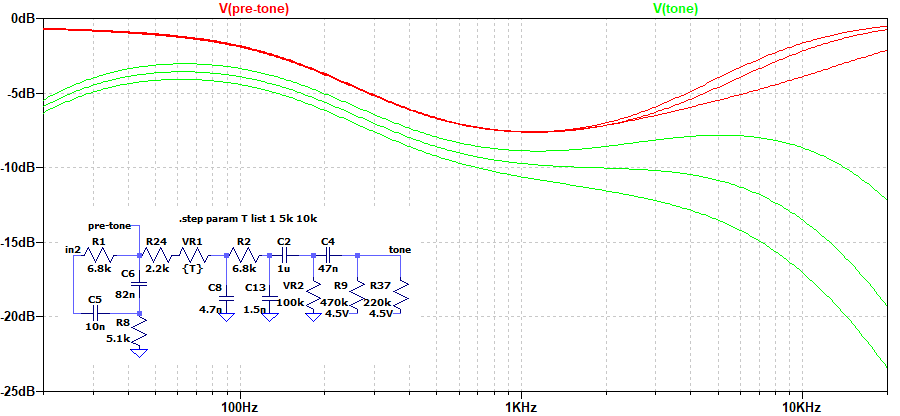 V(pre-tone) V(tone)
0dB
-5dB
-10dB
-15dB
-20dB
-25dB
.step param T list 1 5k 10k
pre-tone
in2 R1 R24 VR1 R2 C2 C4 tone
6.8k 2.2k {T} 6.8k 1u 47n
C6
82n
C8 C13 VR2 R9 R37
4.7n 1.5n 100k 470k 220k
4.5V 4.5V
C5 R8
10n 5.1k
100Hz 1KHz 10KHz